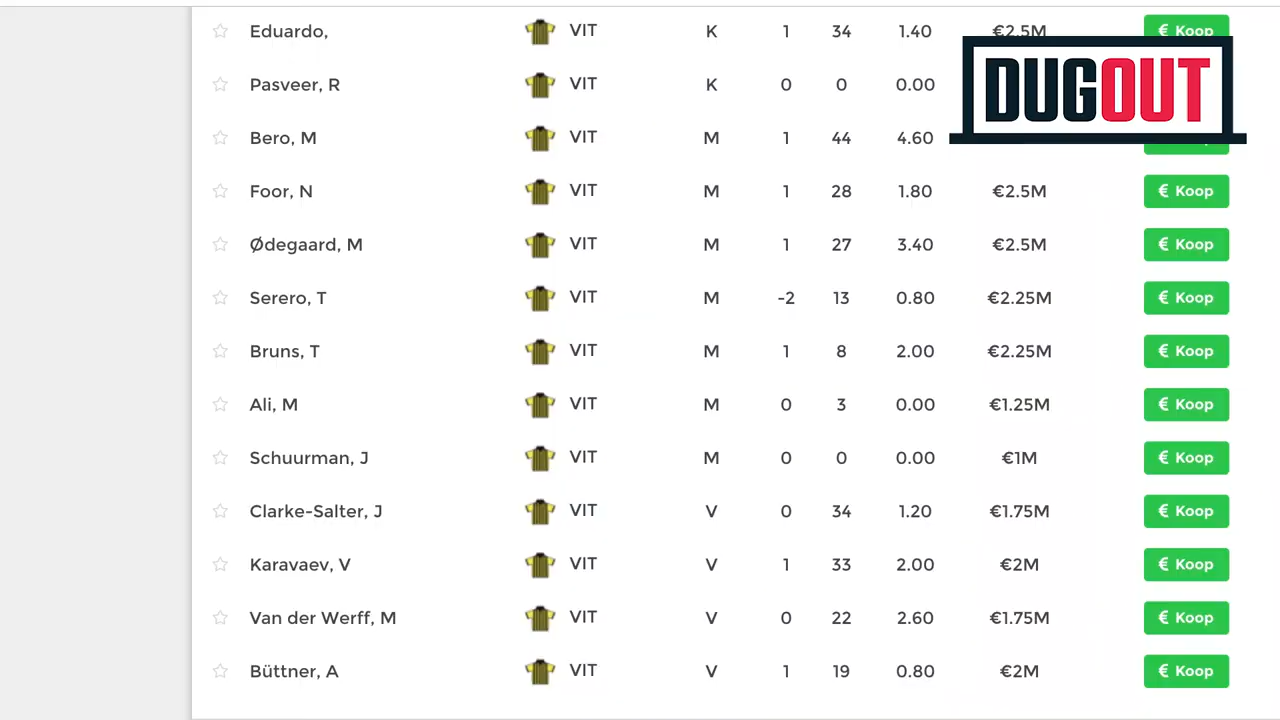 Eduardo, VIT K 1 34 1.40 €2.5M € Koop
Pasveer, R VIT K 0 0 0.00
DUGOUT
Bero, M VIT M 1 44 4.60
Foor, N VIT M 1 28 1.80 €2.5M € Koop
Ødegaard, M VIT M 1 27 3.40 €2.5M € Koop
Serero, T VIT M -2 13 0.80 €2.25M € Koop
Bruns, T VIT M 1 8 2.00 €2.25M € Koop
Ali, M VIT M 0 3 0.00 €1.25M € Koop
Schuurman, J VIT M 0 0 0.00 €1M € Koop
Clarke-Salter, J VIT V 0 34 1.20 €1.75M € Koop
Karavaev, V VIT V 1 33 2.00 €2M € Koop
Van der Werff, M VIT V 0 22 2.60 €1.75M € Koop
Büttner, A VIT V 1 19 0.80 €2M € Koop